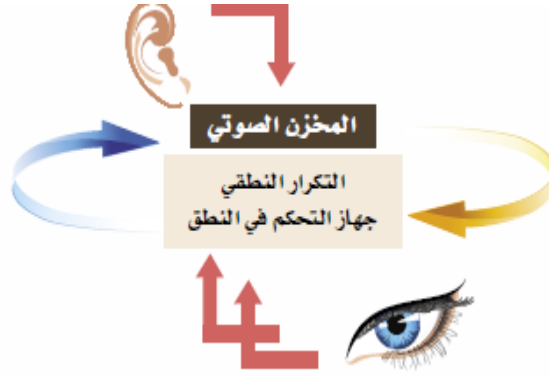 المخزن الصوتي
التكرار النطقي
جهاز التحكم في النطق